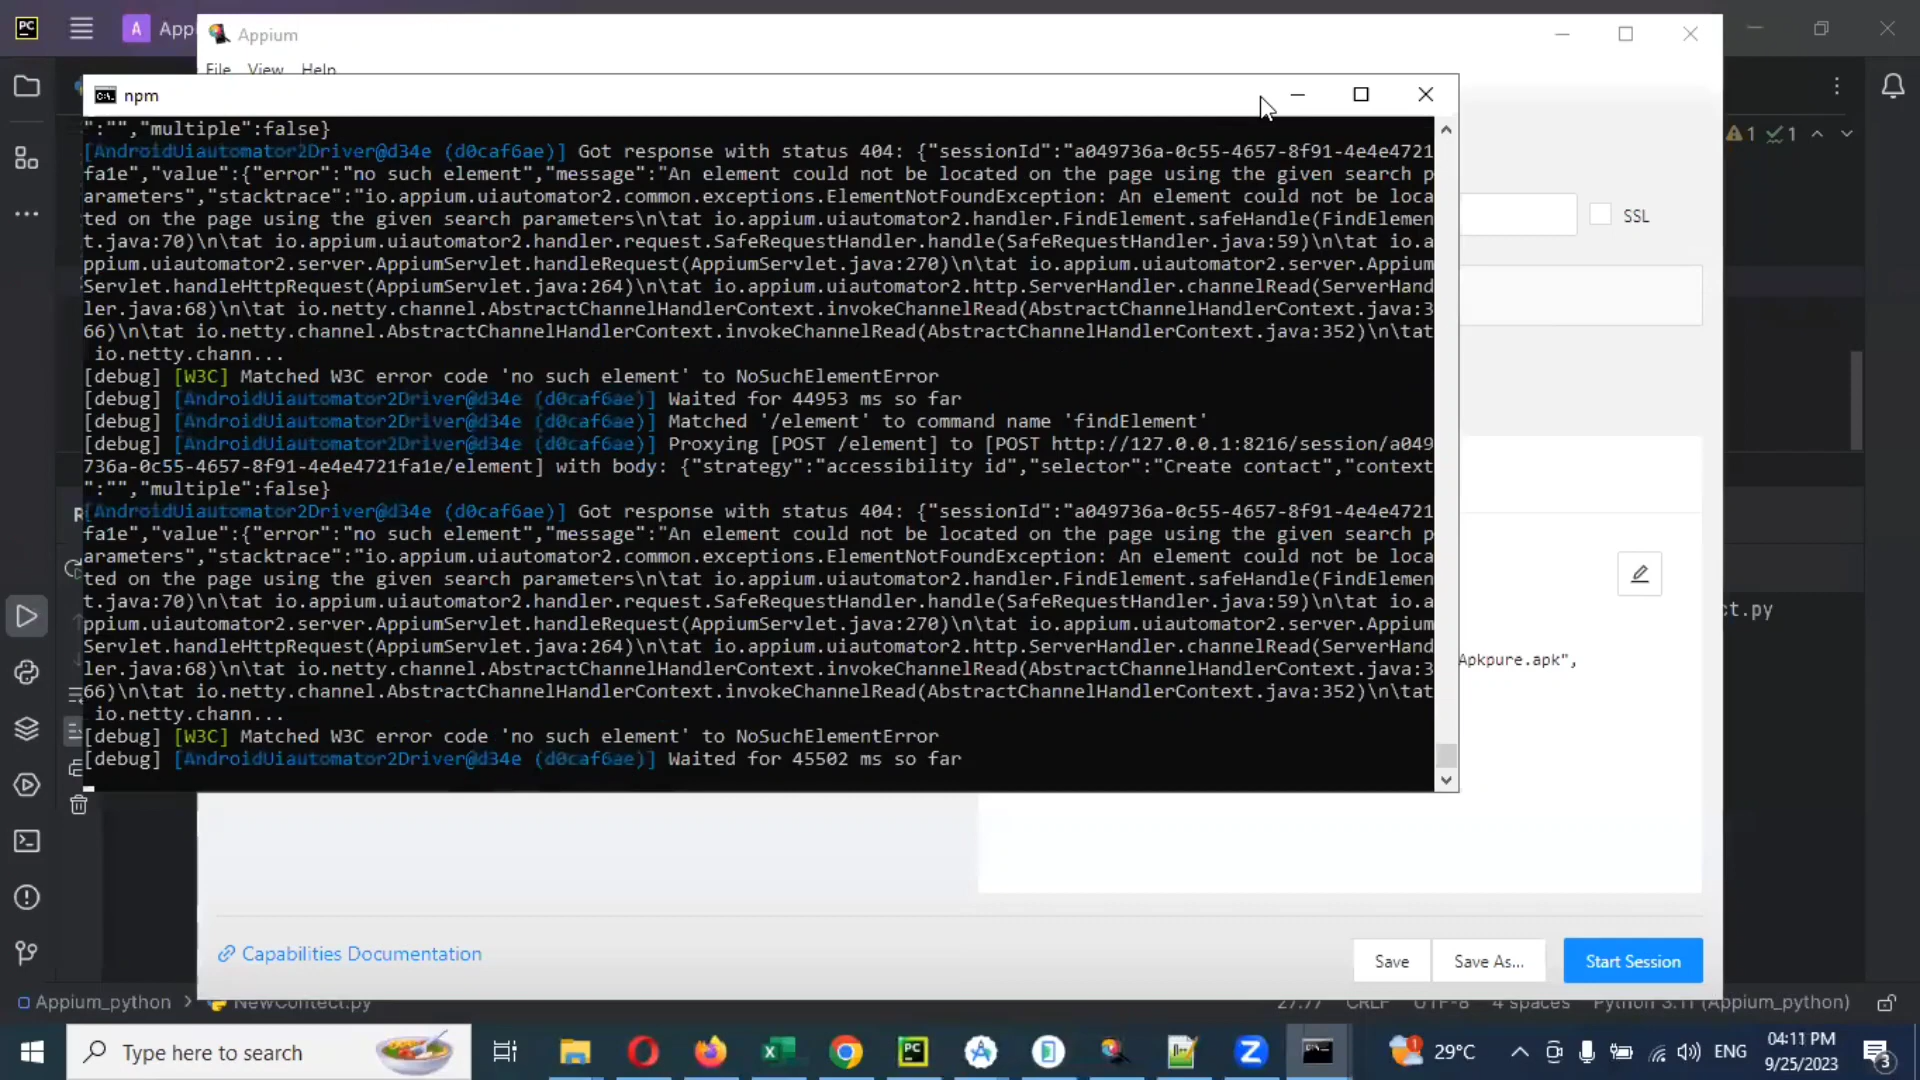 PC
A
App
Appium
File View Help
npm
":"","multiple":false}
[AndroidUiautomator2Driver@d34e (d0caf6ae)] Got response with status 404: {"sessionId":"a049736a-0c55-4657-8f91-4e4e4721
fa1e","value":{"error":"no such element","message":"An element could not be located on the page using the given search p
arameters","stacktrace":"io.appium.uiautomator2.common.exceptions.ElementNotFoundException: An element could not be loca
ted on the page using the given search parameters\n\tat io.appium.uiautomator2.handler.FindElement.safeHandle(FindElemen
t.java:70)\n\tat io.appium.uiautomator2.handler.request.SafeRequestHandler.handle(SafeRequestHandler.java:59)\n\tat io.a
ppium.uiautomator2.server.AppiumServlet.handleRequest(AppiumServlet.java:270)\n\tat io.appium.uiautomator2.server.Appium
Servlet.handleHttpRequest(AppiumServlet.java:264)\n\tat io.appium.uiautomator2.http.ServerHandler.channelRead(ServerHand
ler.java:68)\n\tat io.netty.channel.AbstractChannelHandlerContext.invokeChannelRead(AbstractChannelHandlerContext.java:3
66)\n\tat io.netty.channel.AbstractChannelHandlerContext.invokeChannelRead(AbstractChannelHandlerContext.java:352)\n\tat
io.netty.chann...
[debug] [W3C] Matched W3C error code 'no such element' to NoSuchElementError
[debug] [AndroidUiautomator2Driver@d34e (d0caf6ae)] Waited for 44953 ms so far
[debug] [AndroidUiautomator2Driver@d34e (d0caf6ae)] Matched '/element' to command name 'findElement'
[debug] [AndroidUiautomator2Driver@d34e (d0caf6ae)] Proxying [POST /element] to [POST http://127.0.0.1:8216/session/a049
736a-0c55-4657-8f91-4e4e4721fa1e/element] with body: {"strategy":"accessibility id","selector":"Create contact","context
":"","multiple":false}
[AndroidUiautomator2Driver@d34e (d0caf6ae)] Got response with status 404: {"sessionId":"a049736a-0c55-4657-8f91-4e4e4721
fa1e","value":{"error":"no such element","message":"An element could not be located on the page using the given search p
arameters","stacktrace":"io.appium.uiautomator2.common.exceptions.ElementNotFoundException: An element could not be loca
ted on the page using the given search parameters\n\tat io.appium.uiautomator2.handler.FindElement.safeHandle(FindElemen
t.java:70)\n\tat io.appium.uiautomator2.handler.request.SafeRequestHandler.handle(SafeRequestHandler.java:59)\n\tat io.a
ppium.uiautomator2.server.AppiumServlet.handleRequest(AppiumServlet.java:270)\n\tat io.appium.uiautomator2.server.Appium
Servlet.handleHttpRequest(AppiumServlet.java:264)\n\tat io.appium.uiautomator2.http.ServerHandler.channelRead(ServerHand
ler.java:68)\n\tat io.netty.channel.AbstractChannelHandlerContext.invokeChannelRead(AbstractChannelHandlerContext.java:3
66)\n\tat io.netty.channel.AbstractChannelHandlerContext.invokeChannelRead(AbstractChannelHandlerContext.java:352)\n\tat
io.netty.chann...
[debug] [W3C] Matched W3C error code 'no such element' to NoSuchElementError
[debug] [AndroidUiautomator2Driver@d34e (d0caf6ae)] Waited for 45502 ms so far
1 1
SSL
ct.py
Apkpure.apk",
Capabilities Documentation
Save
Save As...
Start Session
Appium_python > NewContect.py
27:77 CRLF UTF-8 4 spaces Python 3.11 (Appium_python)
Type here to search
29°C
ENG
04:11 PM
9/25/2023
3